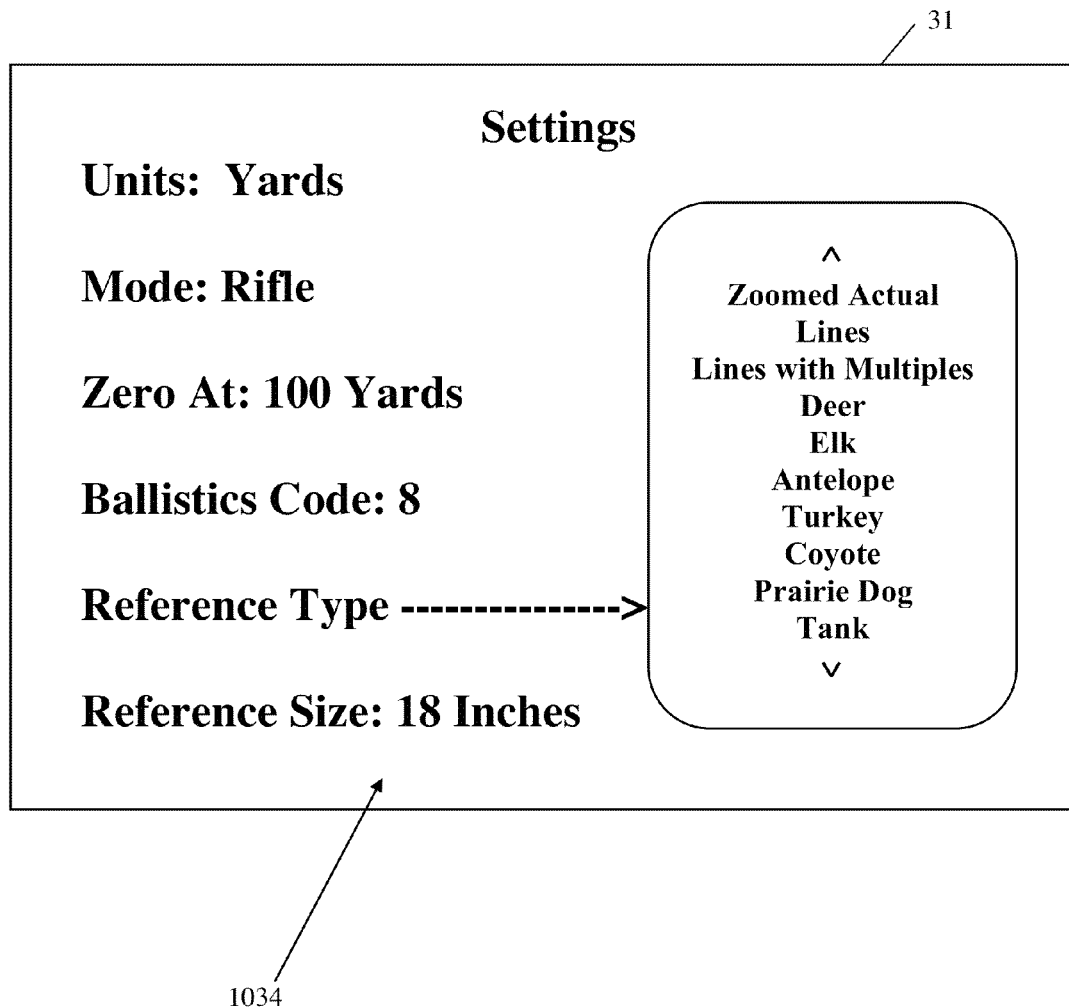 31
Settings
Units: Yards
Mode: Rifle
Zero At: 100 Yards
Ballistics Code: 8
Reference Type ---------------->
Reference Size: 18 Inches
^
Zoomed Actual
Lines
Lines with Multiples
Deer
Elk
Antelope
Turkey
Coyote
Prairie Dog
Tank
v
1034